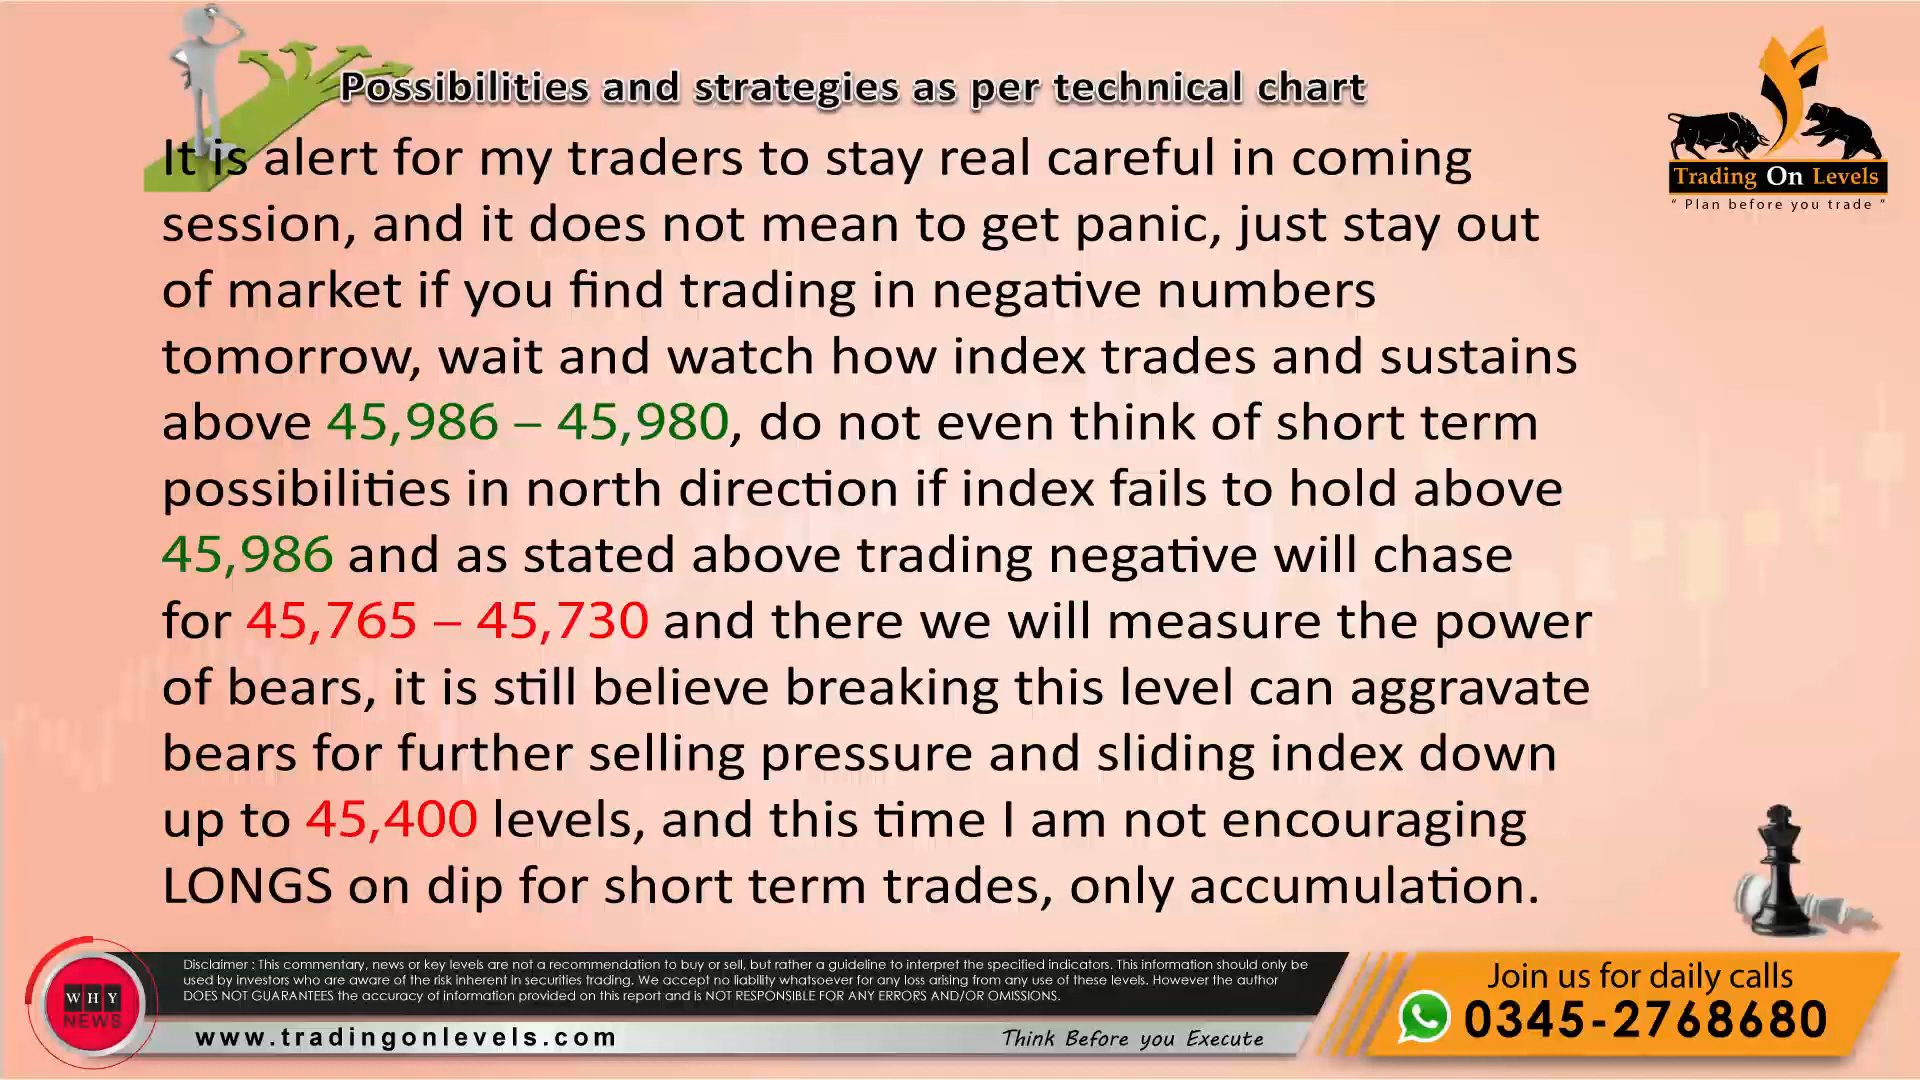 Possibilities and strategies as per technical chart
It is alert for my traders to stay real careful in coming
session, and it does not mean to get panic, just stay out
of market if you find trading in negative numbers
tomorrow, wait and watch how index trades and sustains
above 45,986 – 45,980, do not even think of short term
possibilities in north direction if index fails to hold above
45,986 and as stated above trading negative will chase
for 45,765 – 45,730 and there we will measure the power
of bears, it is still believe breaking this level can aggravate
bears for further selling pressure and sliding index down
up to 45,400 levels, and this time I am not encouraging
LONGS on dip for short term trades, only accumulation.
Trading On Levels
" Plan before you trade "
WHY
NEWS
Disclaimer : This commentary, news or key levels are not a recommendation to buy or sell, but rather a guideline to interpret the specified indicators. This information should only be
used by investors who are aware of the risk inherent in securities trading. We accept no liability whatsoever for any loss arising from any use of these levels. However the author
DOES NOT GUARANTEES the accuracy of information provided on this report and is NOT RESPONSIBLE FOR ANY ERRORS AND/OR OMISSIONS.
www.tradingonlevels.com
Think Before you Execute
Join us for daily calls
0345-2768680